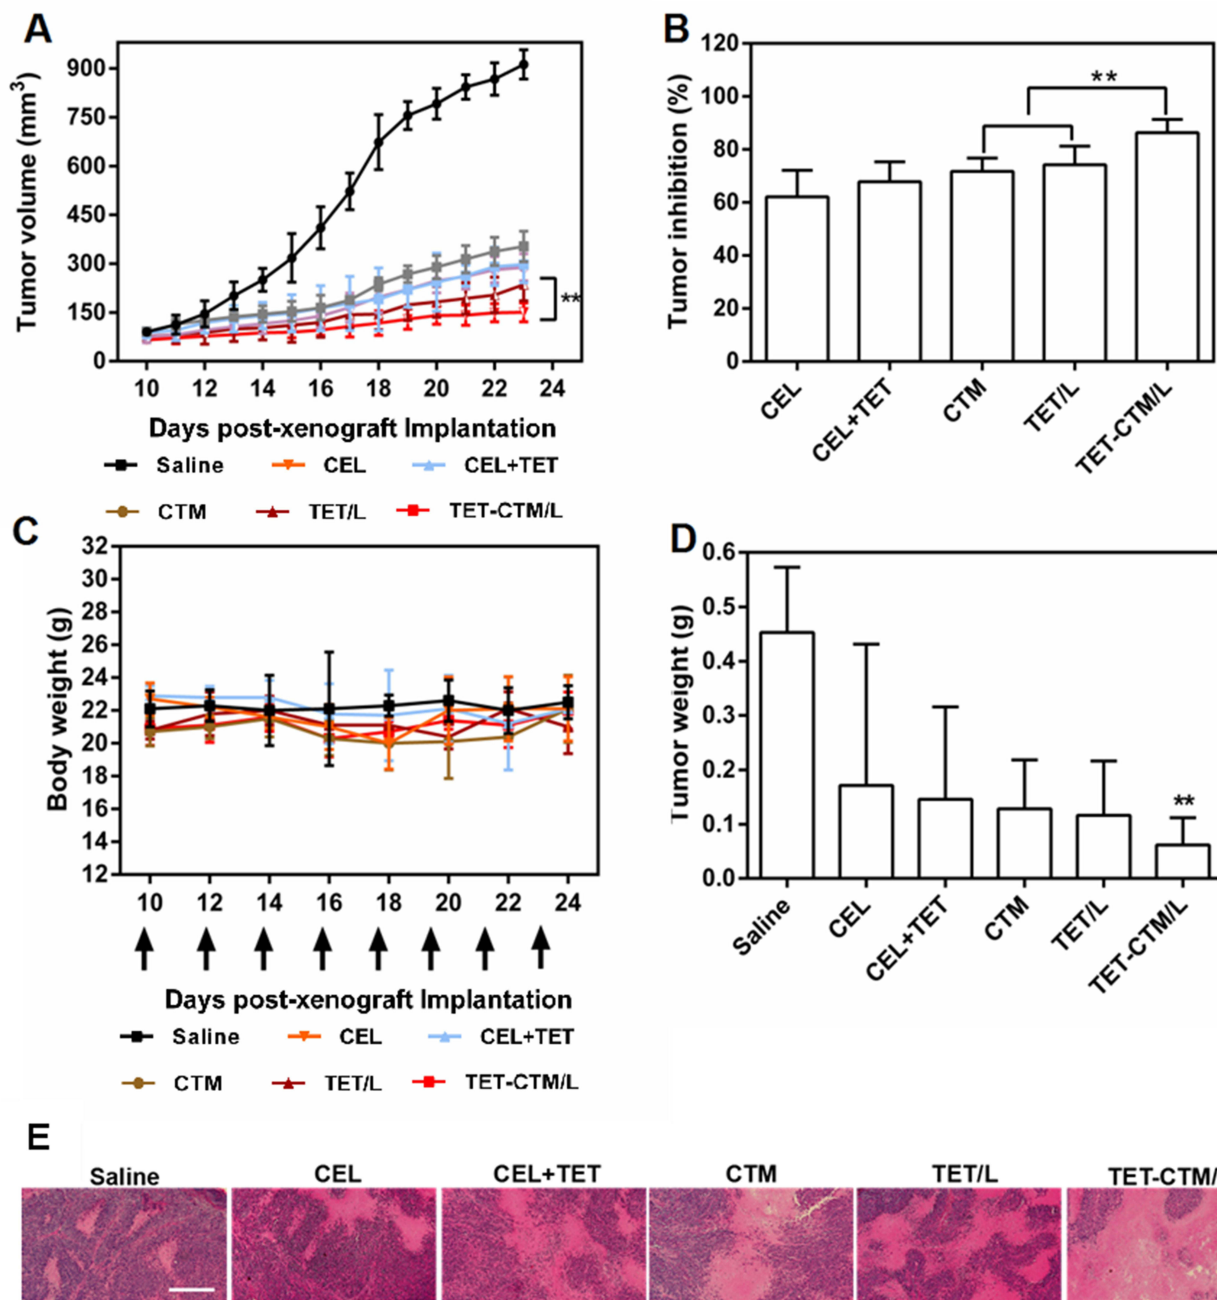 A
Tumor volume (mm³)
900
750
600
450
300
150
0
**
10 12 14 16 18 20 22 24
Days post-xenograft Implantation
Saline CEL CEL+TET
CTM TET/L TET-CTM/L
B
Tumor inhibition (%)
120
100
80
60
40
20
0
**
CEL
CEL+TET
CTM
TET/L
TET-CTM/L
C
Body weight (g)
32
30
28
26
24
22
20
18
16
14
12
10 12 14 16 18 20 22 24
Days post-xenograft Implantation
Saline CEL CEL+TET
CTM TET/L TET-CTM/L
D
Tumor weight (g)
0.6
0.5
0.4
0.3
0.2
0.1
0.0
**
Saline
CEL
CEL+TET
CTM
TET/L
TET-CTM/L
E
Saline CEL CEL+TET CTM TET/L TET-CTM/